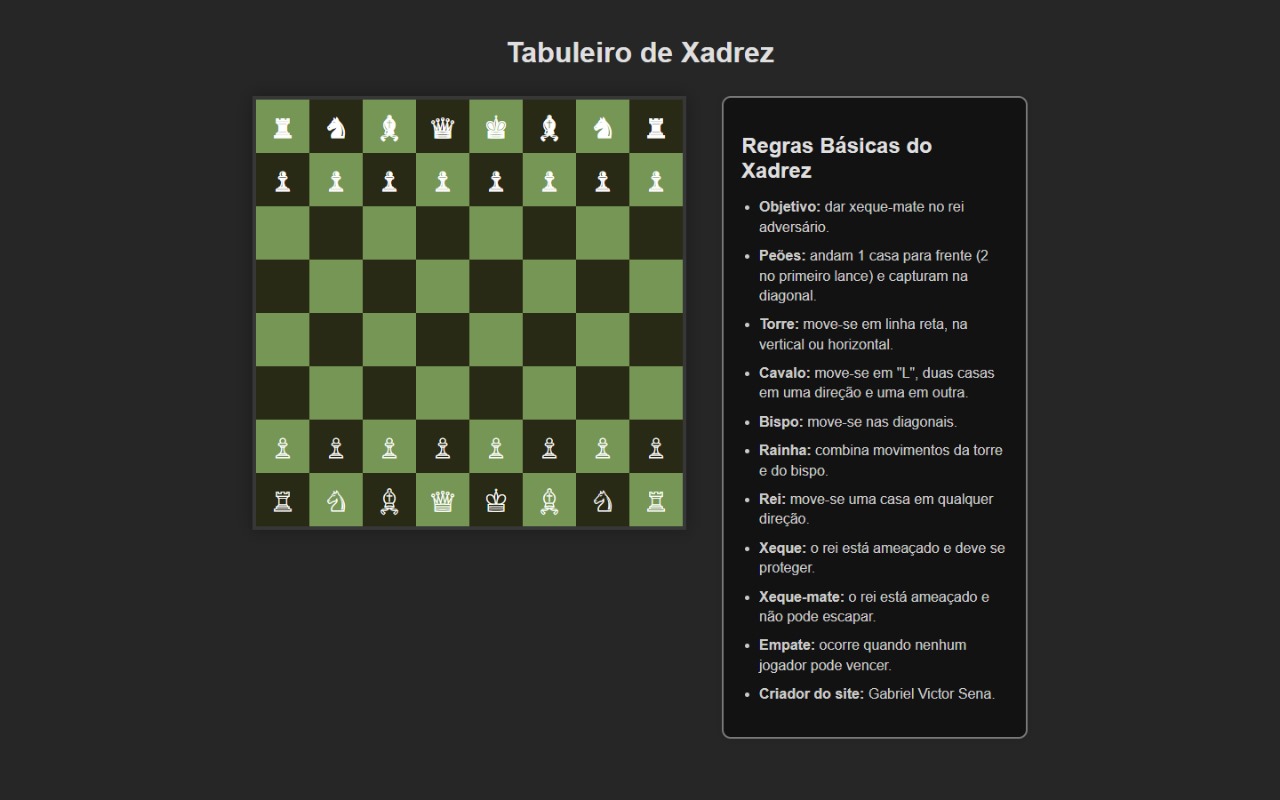 Tabuleiro de Xadrez
Regras Básicas do
Xadrez
Objetivo: dar xeque-mate no rei
adversário.
Peões: andam 1 casa para frente (2
no primeiro lance) e capturam na
diagonal.
Torre: move-se em linha reta, na
vertical ou horizontal.
Cavalo: move-se em "L", duas casas
em uma direção e uma em outra.
Bispo: move-se nas diagonais.
Rainha: combina movimentos da torre
e do bispo.
Rei: move-se uma casa em qualquer
direção.
Xeque: o rei está ameaçado e deve se
proteger.
Xeque-mate: o rei está ameaçado e
não pode escapar.
Empate: ocorre quando nenhum
jogador pode vencer.
Criador do site: Gabriel Victor Sena.